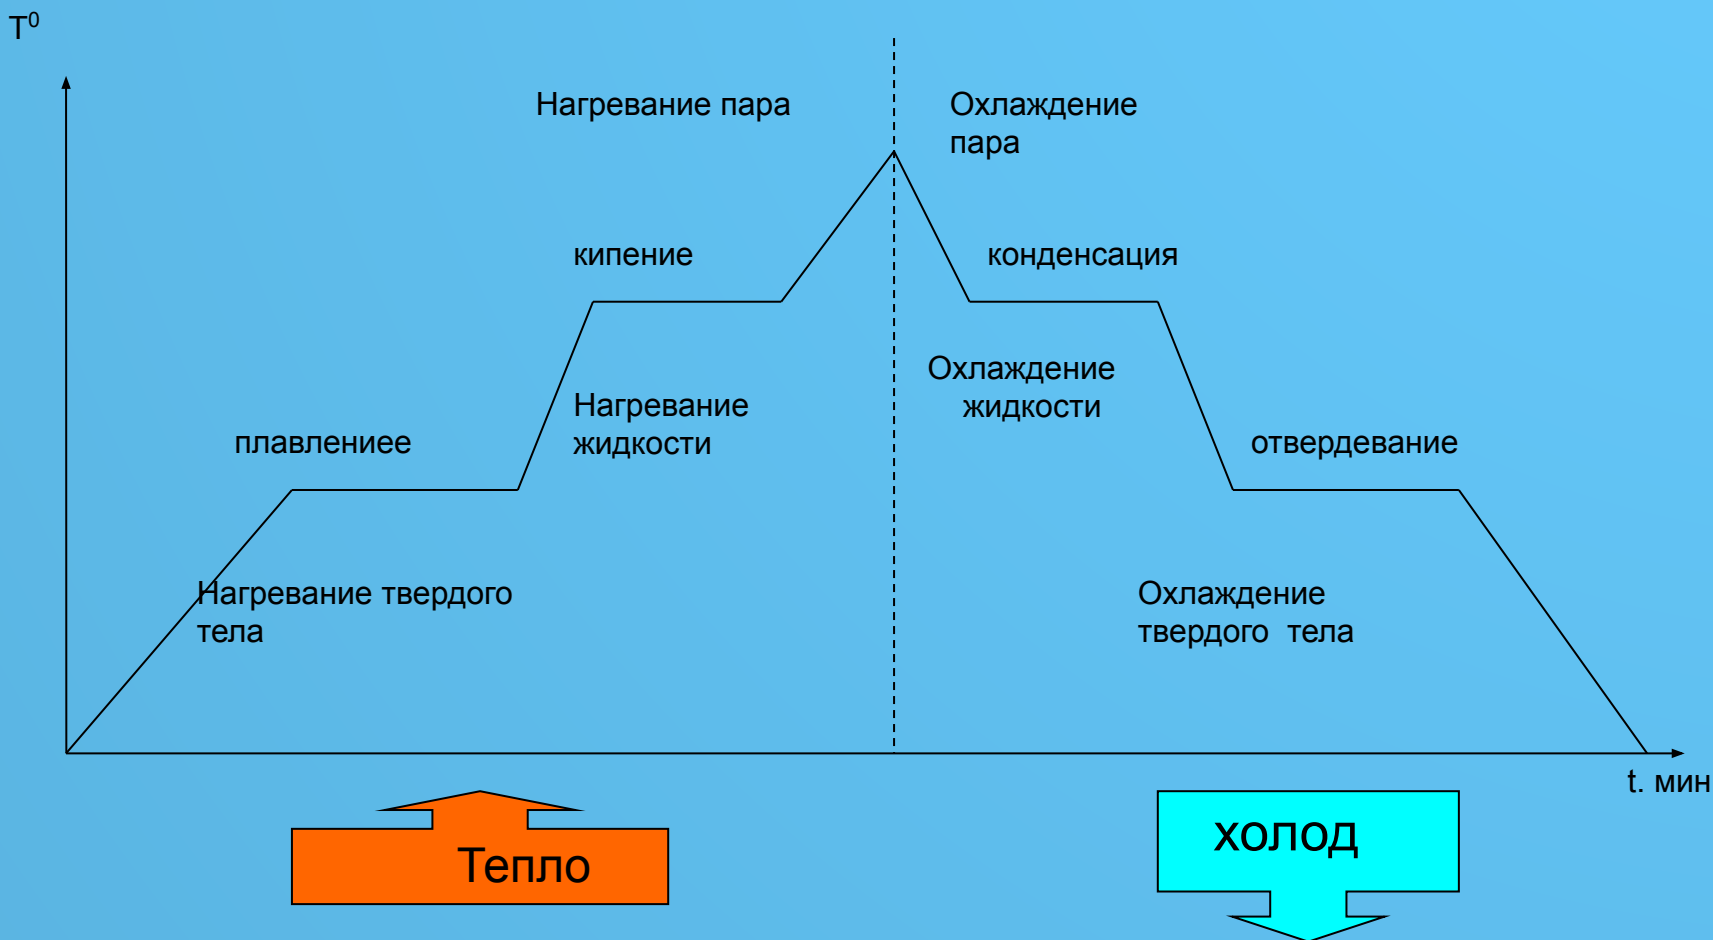 T⁰
Нагревание пара
Охлаждение
пара
кипение
конденсация
Охлаждение
жидкости
Нагревание
жидкости
плавлениее
отвердевание
Нагревание твердого
тела
Охлаждение
твердого тела
t. мин
Тепло
холод